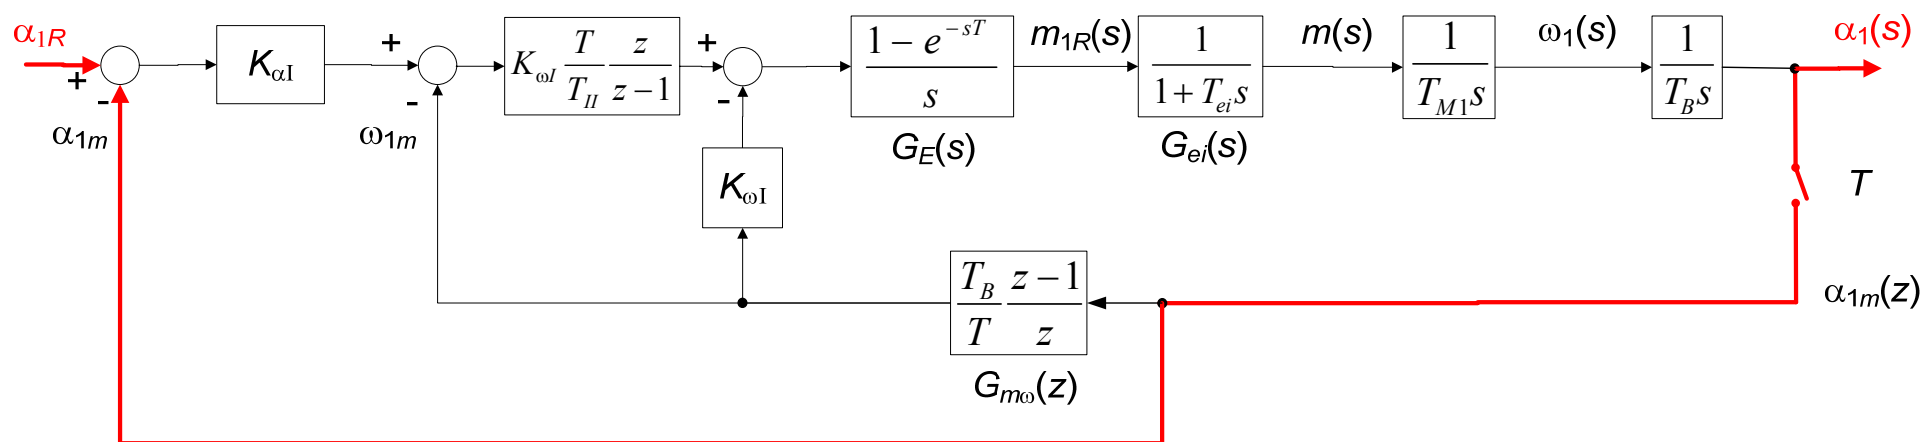 α1R
+
-
α1m
KαI
+
-
ω1m
KωI T/TII z/(z−1)
+
-
KωI
1−e^−sT / s
GE(s)
m1R(s)
1 / 1+Teis
Gei(s)
m(s)
1 / TM1s
ω1(s)
1 / TBs
α1(s)
T
α1m(z)
TB/T (z−1)/z
Gmω(z)